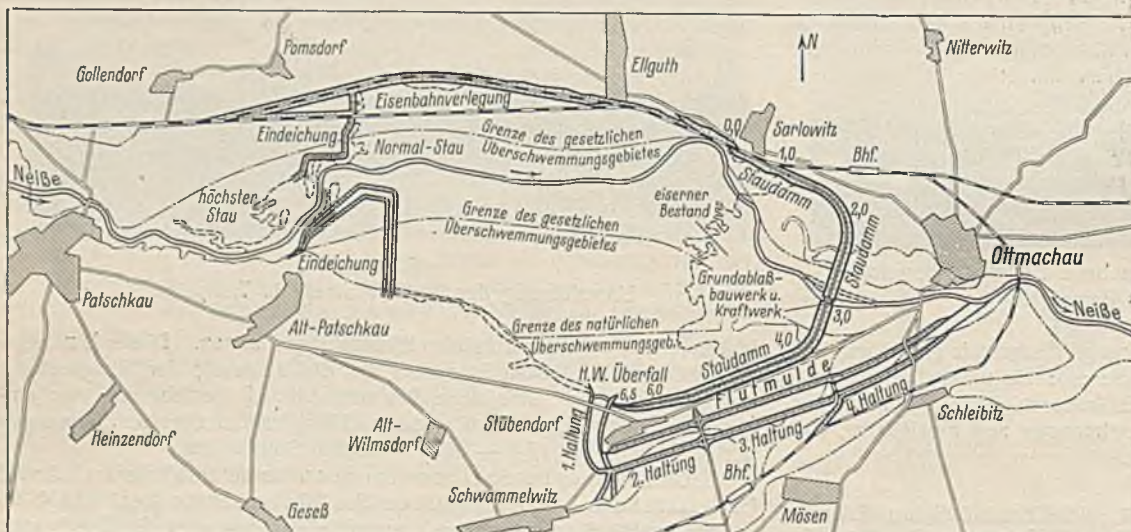 Pomsdorf
Gollendorf
Ellguth
N
Nitterwitz
Eisenbahnverlegung
Eindeichung
Normal-Stau
Grenze des gesetzlichen
Überschwemmungsgebietes
0,0
Sarlowitz
1,0
Bhf.
Staudamm
Neiße
höchster
Stau
eiserner
Bestand
2,0
Staudamm
Grenze des gesetzlichen
Überschwemmungsgebietes
Ottmachau
Eindeichung
Patschkau
Alt-Patschkau
Grundablaß-
bauwerk u.
Kraftwerk
3,0
Neiße
Grenze des natürlichen
Überschwemmungsgeb.
4,0
Staudamm
H.W. Überfall
6,5
6,0
Flutmulde
Stübendorf
1. Haltung
2. Haltung
3. Haltung
4. Haltung
Schleibitz
Heinzendorf
Alt-
Wilmsdorf
Bhf.
Schwammelwitz
Geseß
Mösen